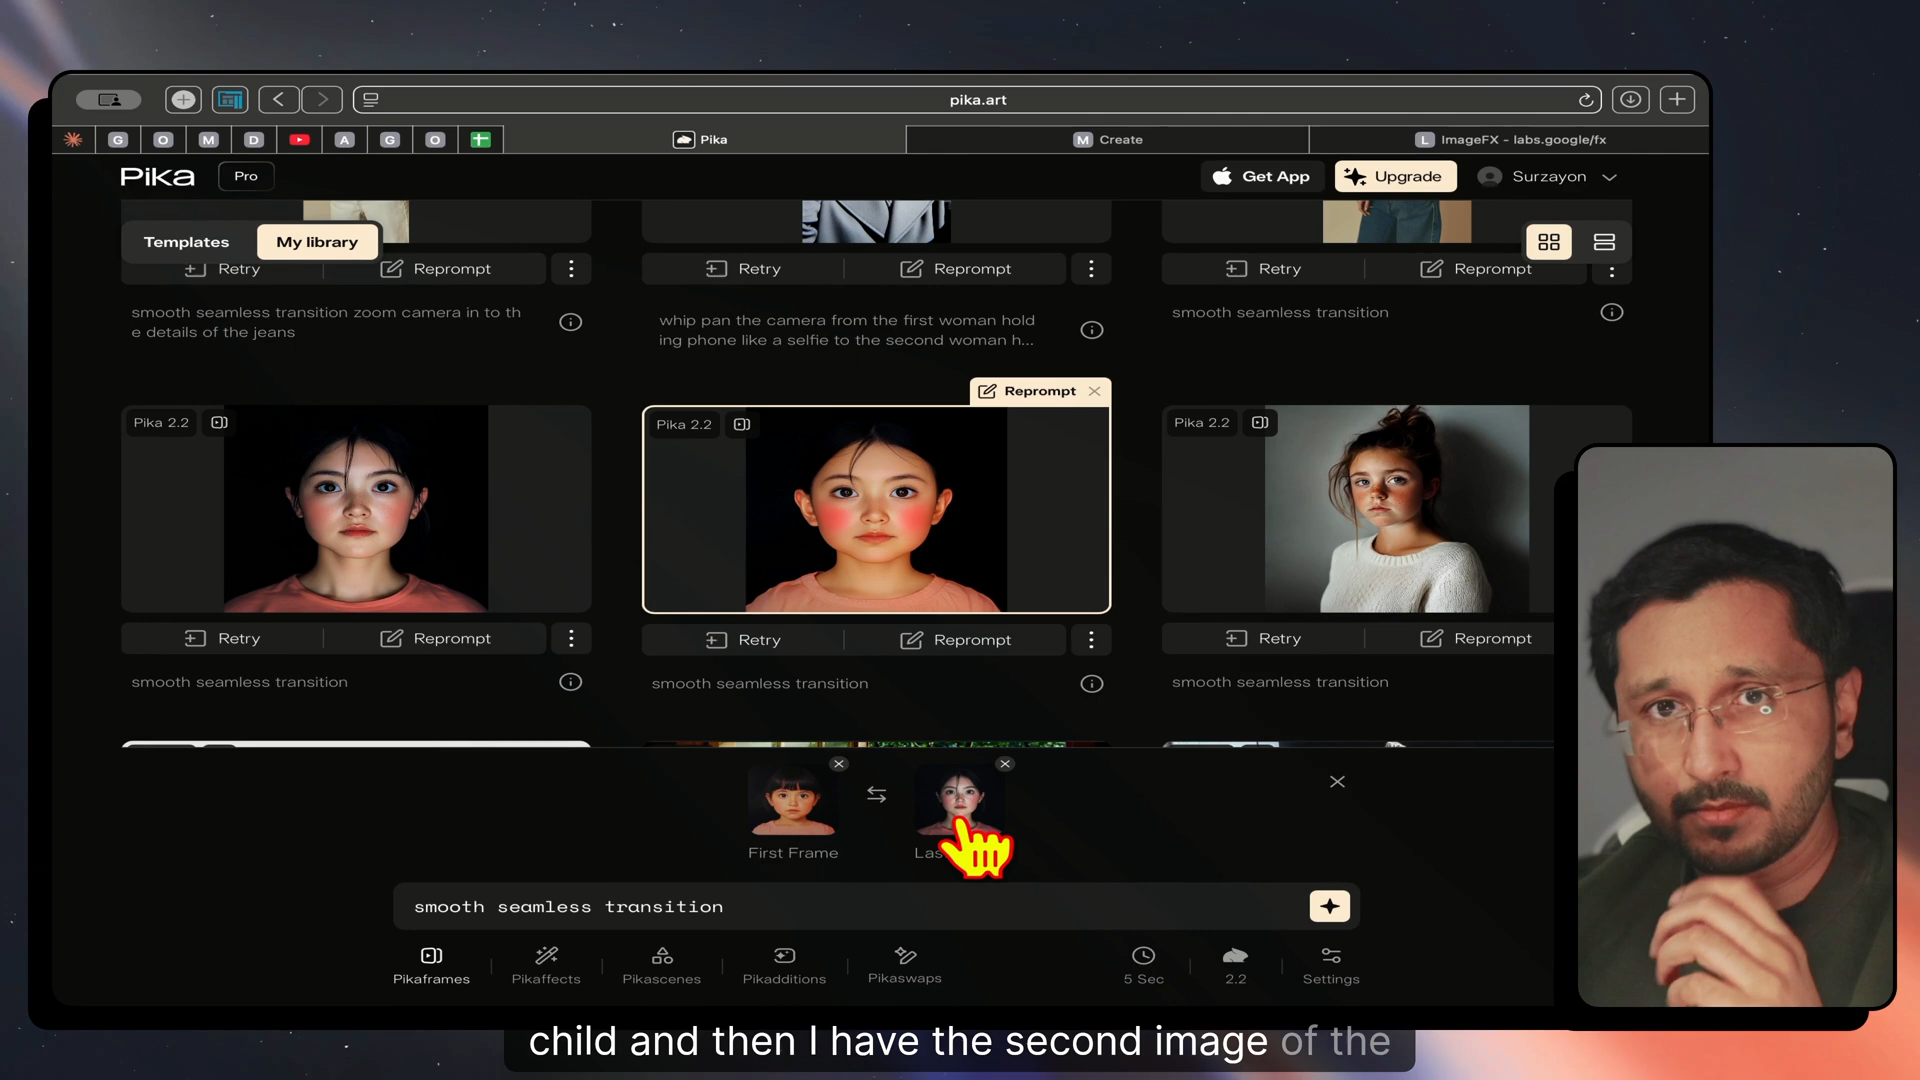 pika.art
G
O
M
D
A
G
O
Pika
M Create
L ImageFX - labs.google/fx
Pika
Pro
Get App
Upgrade
Surzayon
Templates
My library
Retry
Reprompt
Retry
Reprompt
Retry
Reprompt
smooth seamless transition zoom camera in to th
e details of the jeans
whip pan the camera from the first woman hold
ing phone like a selfie to the second woman h...
smooth seamless transition
Reprompt
Pika 2.2
Pika 2.2
Pika 2.2
Retry
Reprompt
Retry
Reprompt
Retry
Reprompt
smooth seamless transition
smooth seamless transition
smooth seamless transition
First Frame
Las
smooth seamless transition
Pikaframes
Pikaffects
Pikascenes
Pikadditions
Pikaswaps
5 Sec
2.2
Settings
child and then I have the second image of the